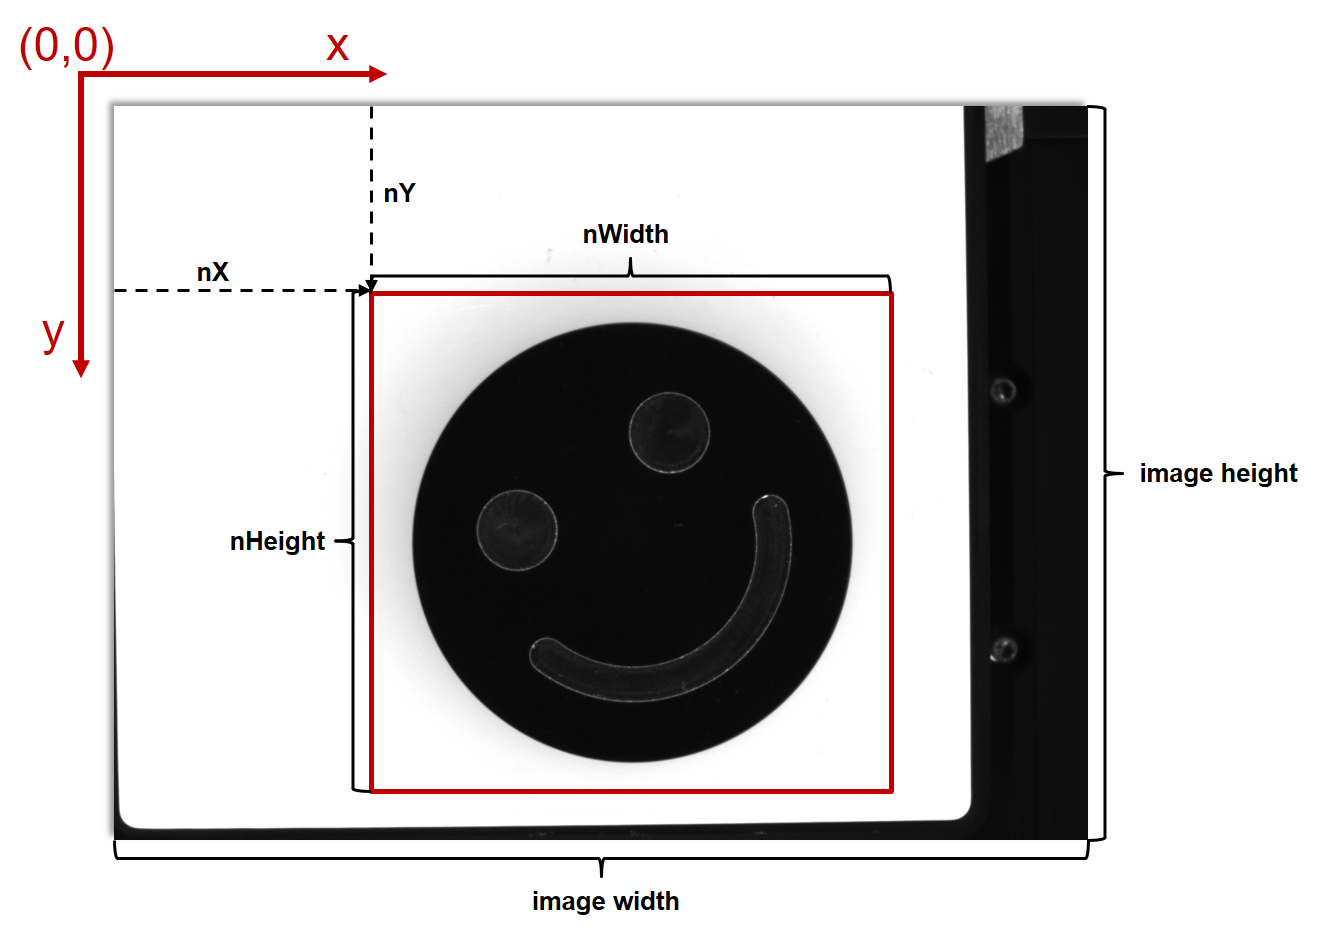 (0,0)
x
nY
nWidth
nX
y
image height
nHeight
image width